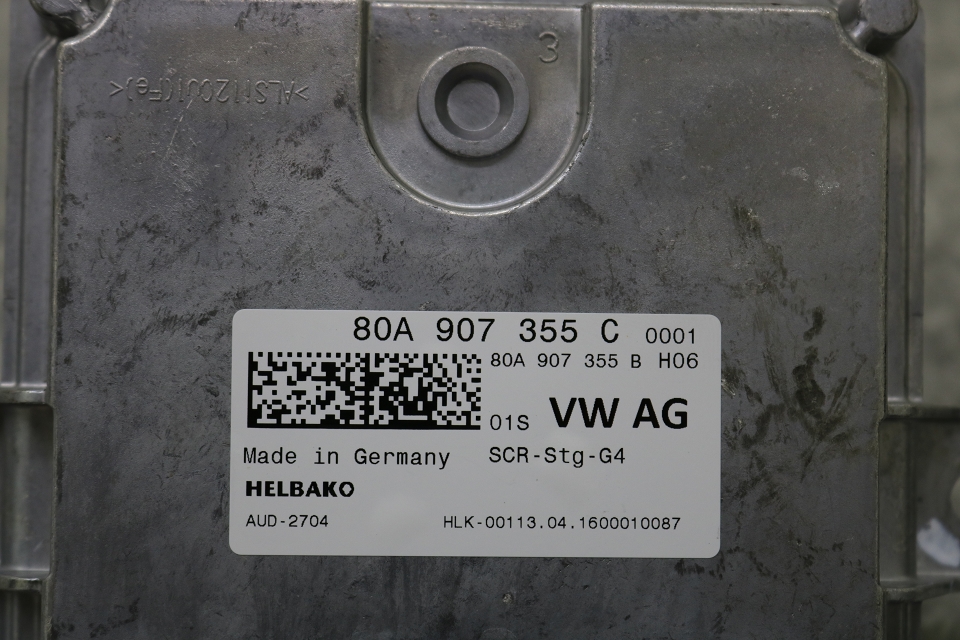 3
>ALSi12CU1(Fe)<
80A 907 355 C 0001
80A 907 355 B H06
01S VW AG
Made in Germany SCR-Stg-G4
HELBAKO
AUD-2704 HLK-00113.04.1600010087